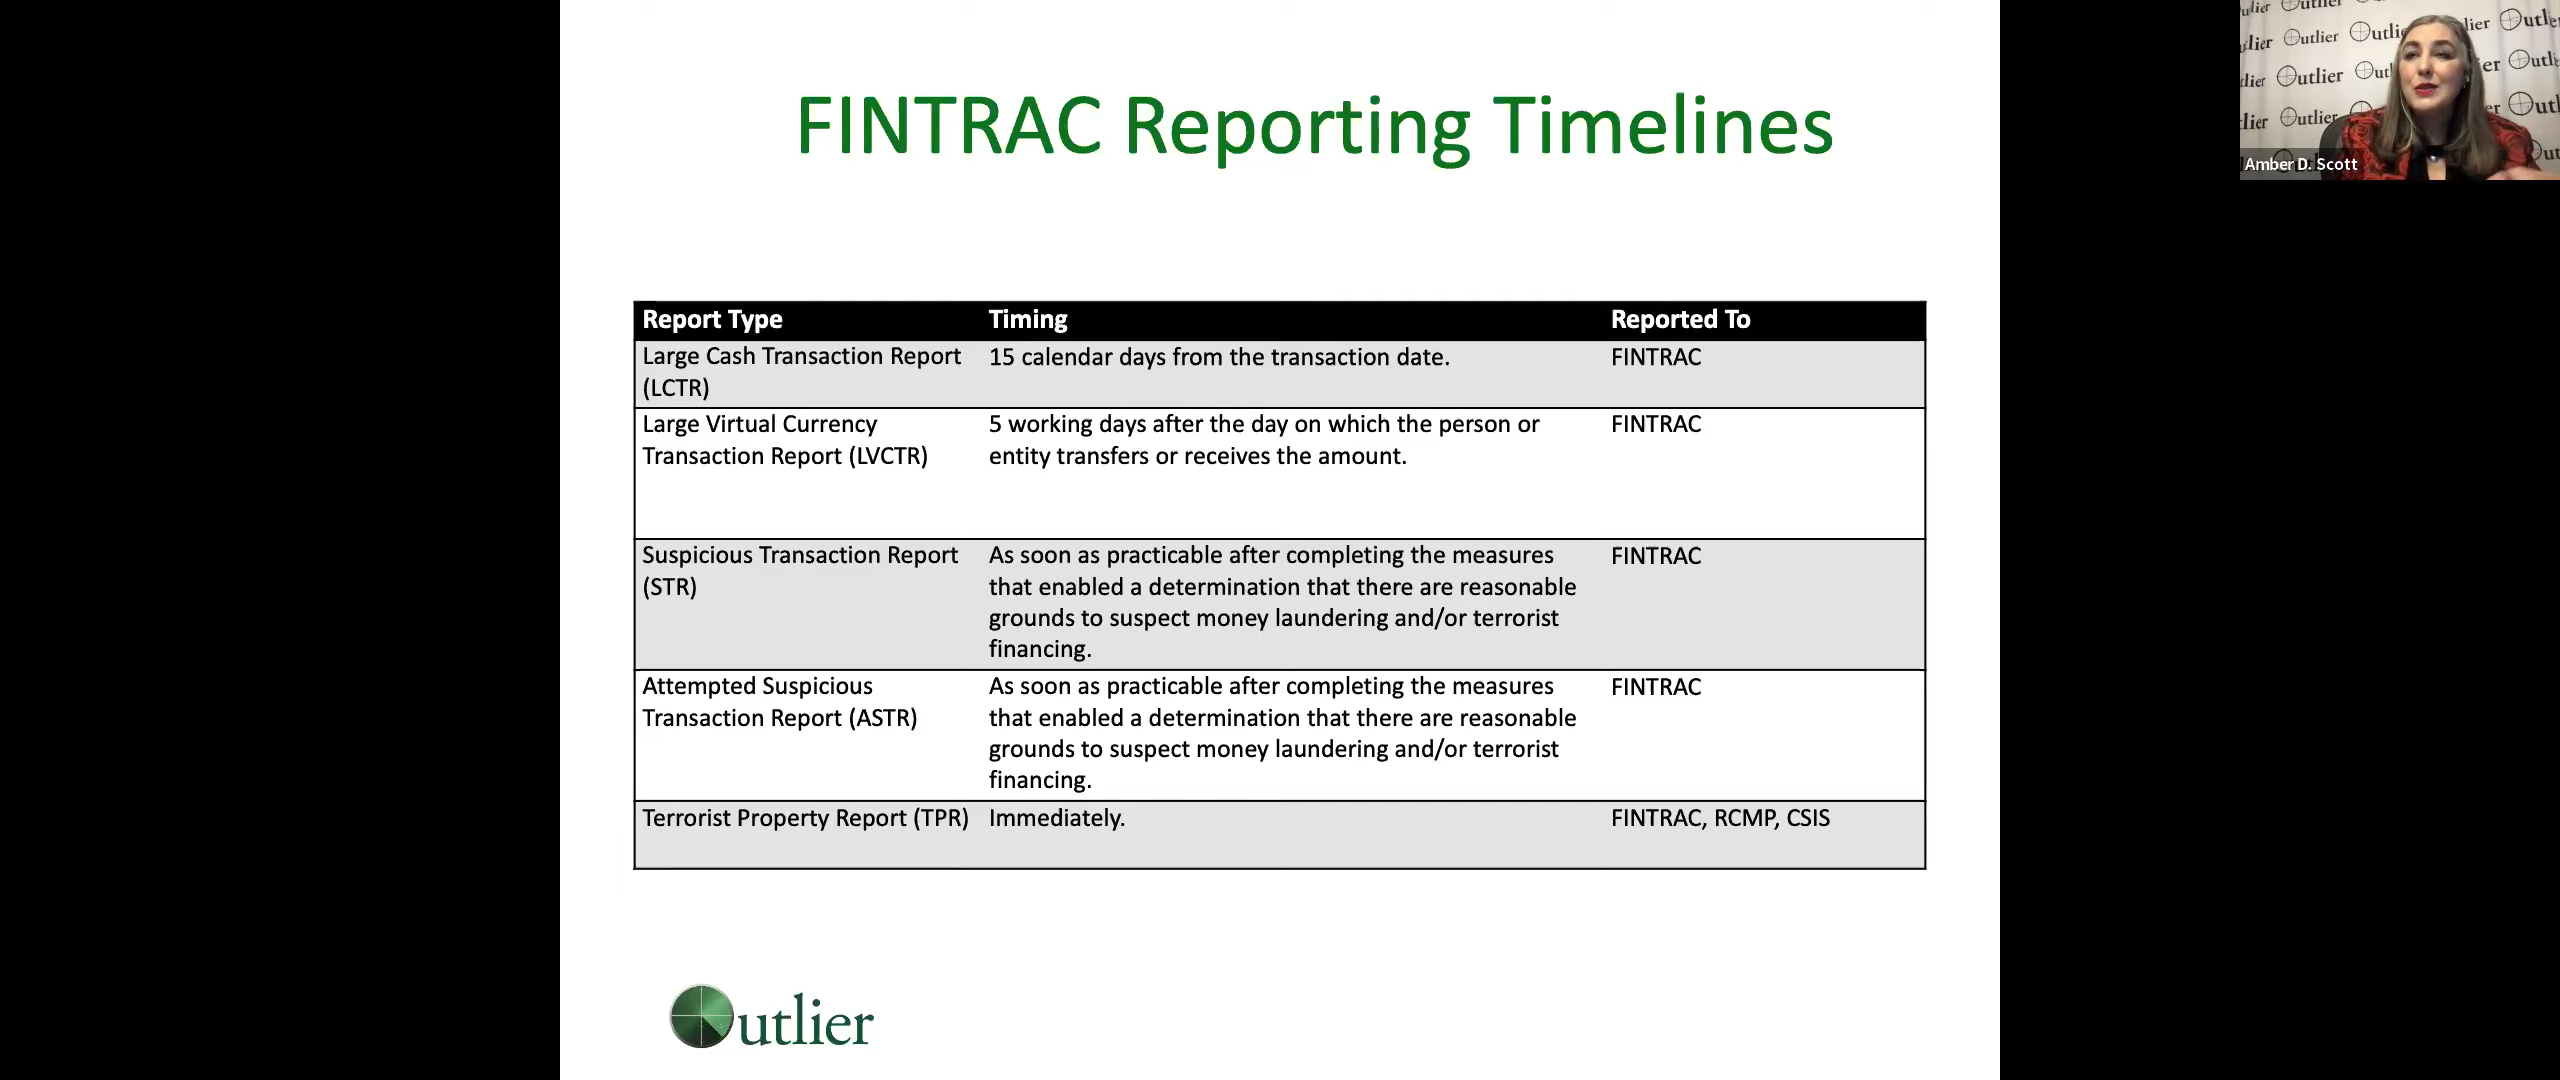 FINTRAC Reporting Timelines
Report Type Timing Reported To
Large Cash Transaction Report 15 calendar days from the transaction date. FINTRAC
(LCTR)
Large Virtual Currency 5 working days after the day on which the person or FINTRAC
Transaction Report (LVCTR) entity transfers or receives the amount.
Suspicious Transaction Report As soon as practicable after completing the measures FINTRAC
(STR) that enabled a determination that there are reasonable
grounds to suspect money laundering and/or terrorist
financing.
Attempted Suspicious As soon as practicable after completing the measures FINTRAC
Transaction Report (ASTR) that enabled a determination that there are reasonable
grounds to suspect money laundering and/or terrorist
financing.
Terrorist Property Report (TPR) Immediately. FINTRAC, RCMP, CSIS
Outlier
Outlier
Outlier
Outlier
Amber D. Scott